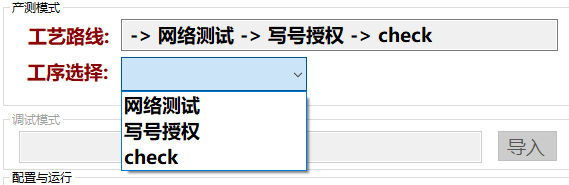 产测模式
工艺路线: -> 网络测试 -> 写号授权 -> check
工序选择:
网络测试
写号授权
check
调试模式
导入
配置与运行